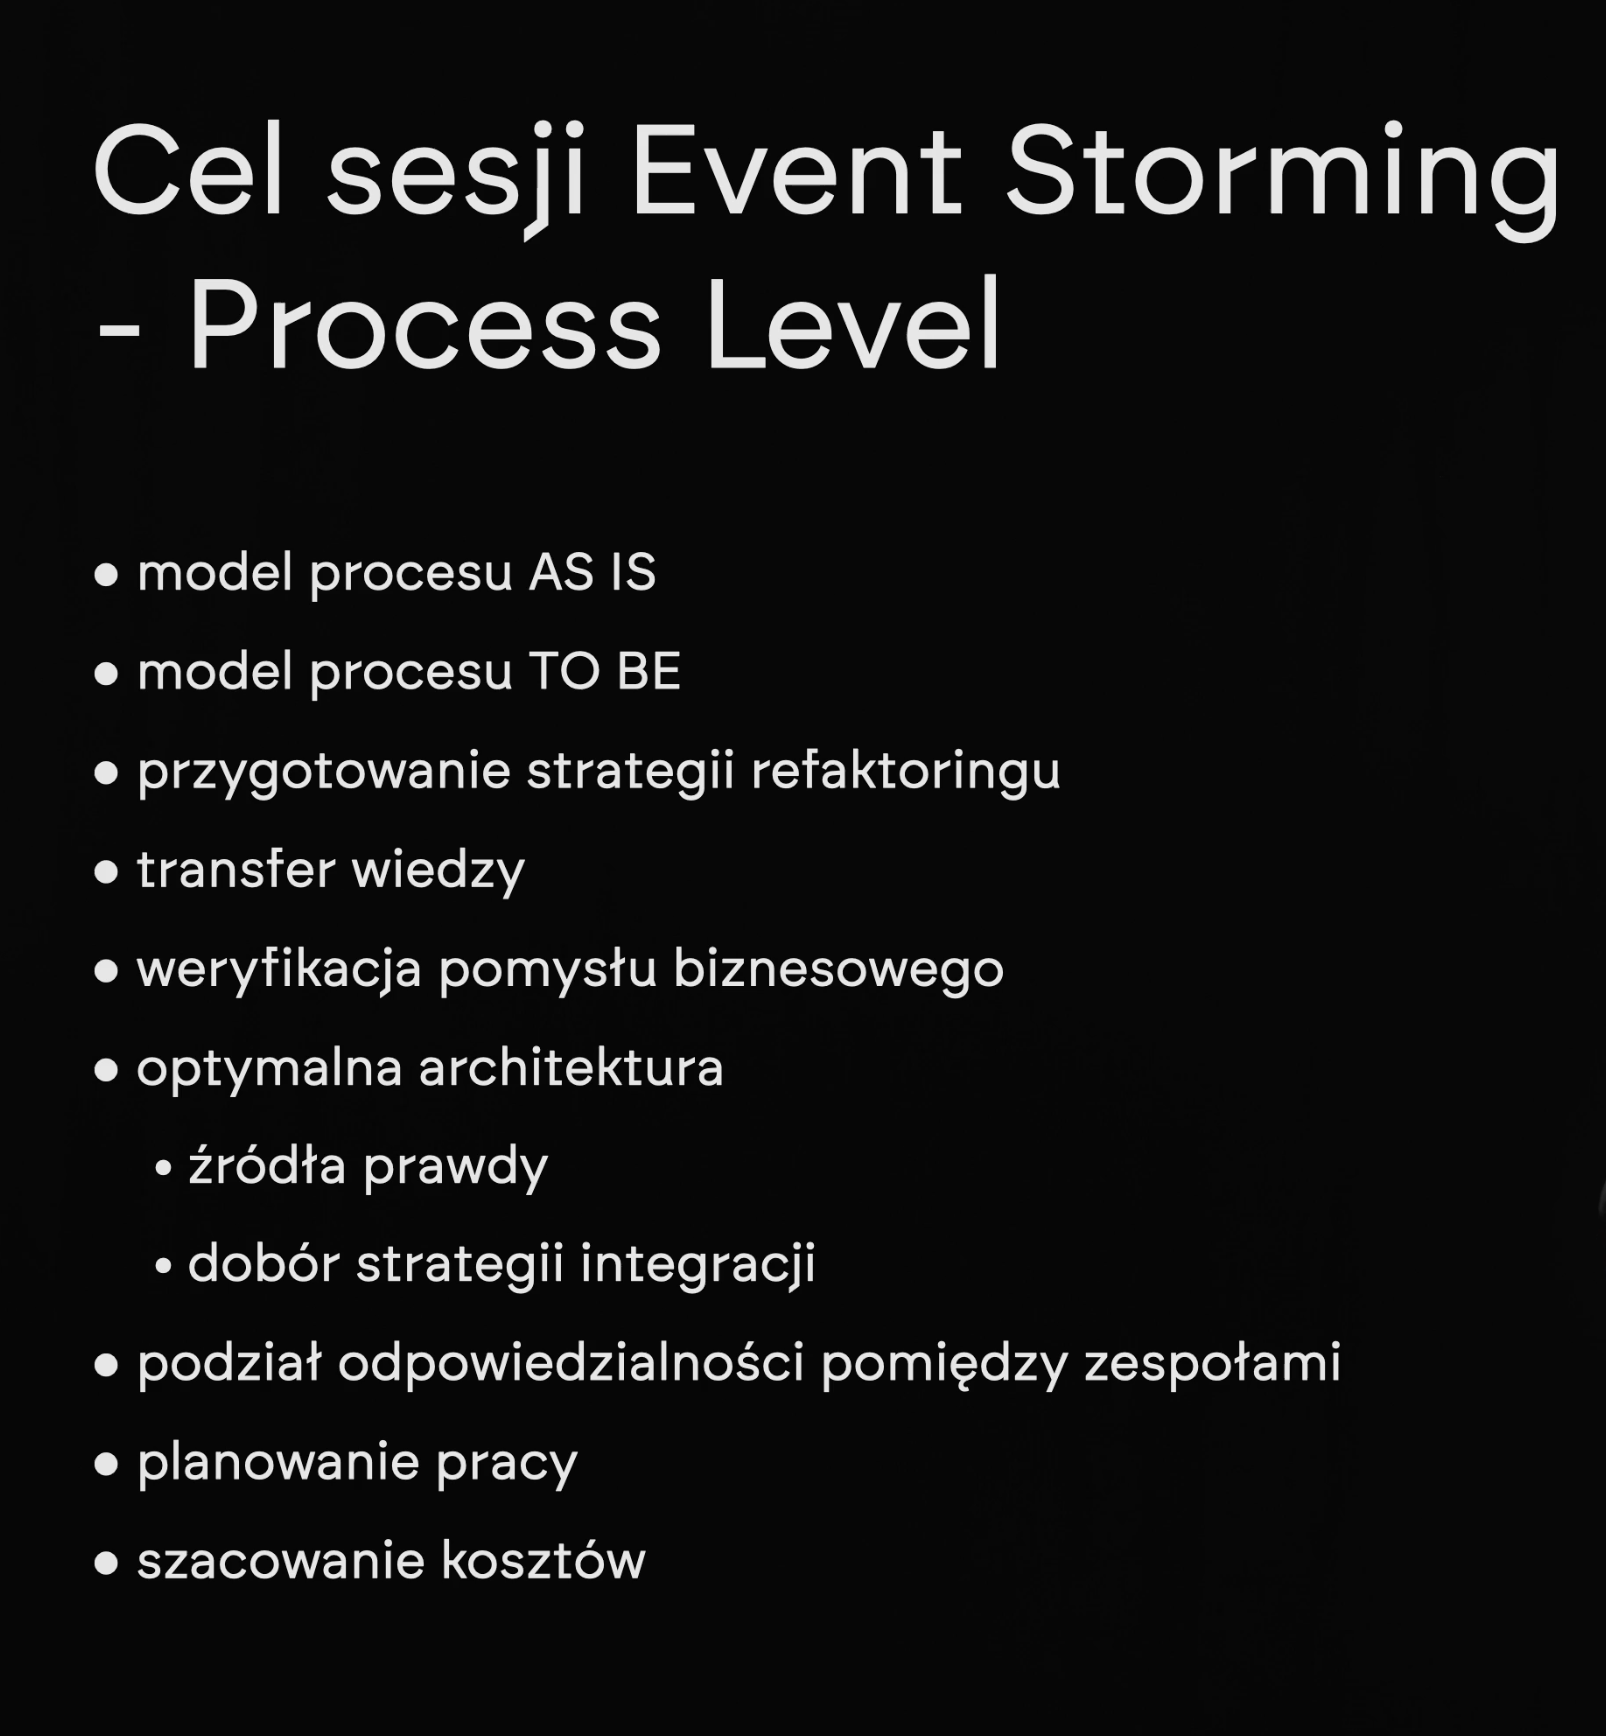 Cel sesji Event Storming
- Process Level
• model procesu AS IS
• model procesu TO BE
• przygotowanie strategii refaktoringu
• transfer wiedzy
• weryfikacja pomysłu biznesowego
• optymalna architektura
• źródła prawdy
• dobór strategii integracji
• podział odpowiedzialności pomiędzy zespołami
• planowanie pracy
• szacowanie kosztów